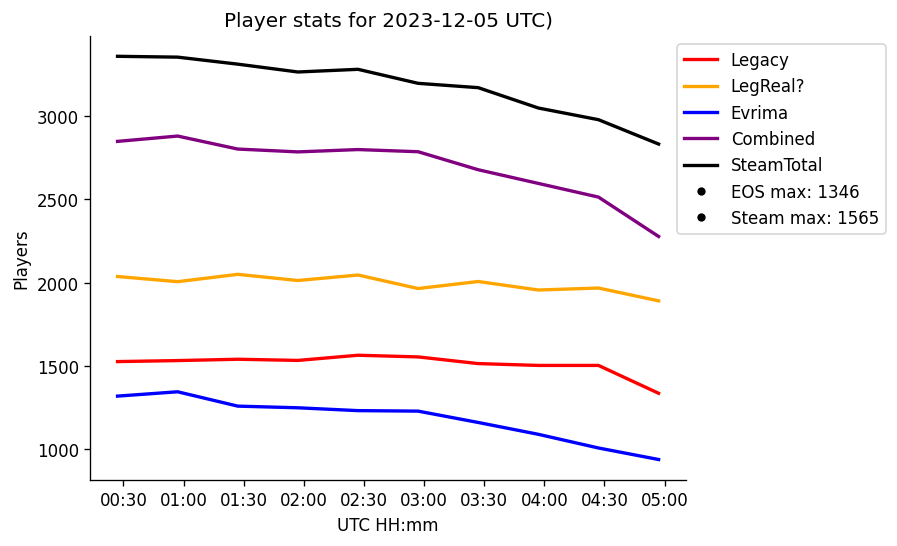 Player stats for 2023-12-05 UTC)
Legacy
LegReal?
Evrima
Combined
SteamTotal
EOS max: 1346
Steam max: 1565
Players
3000
2500
2000
1500
1000
00:30 01:00 01:30 02:00 02:30 03:00 03:30 04:00 04:30 05:00
UTC HH:mm